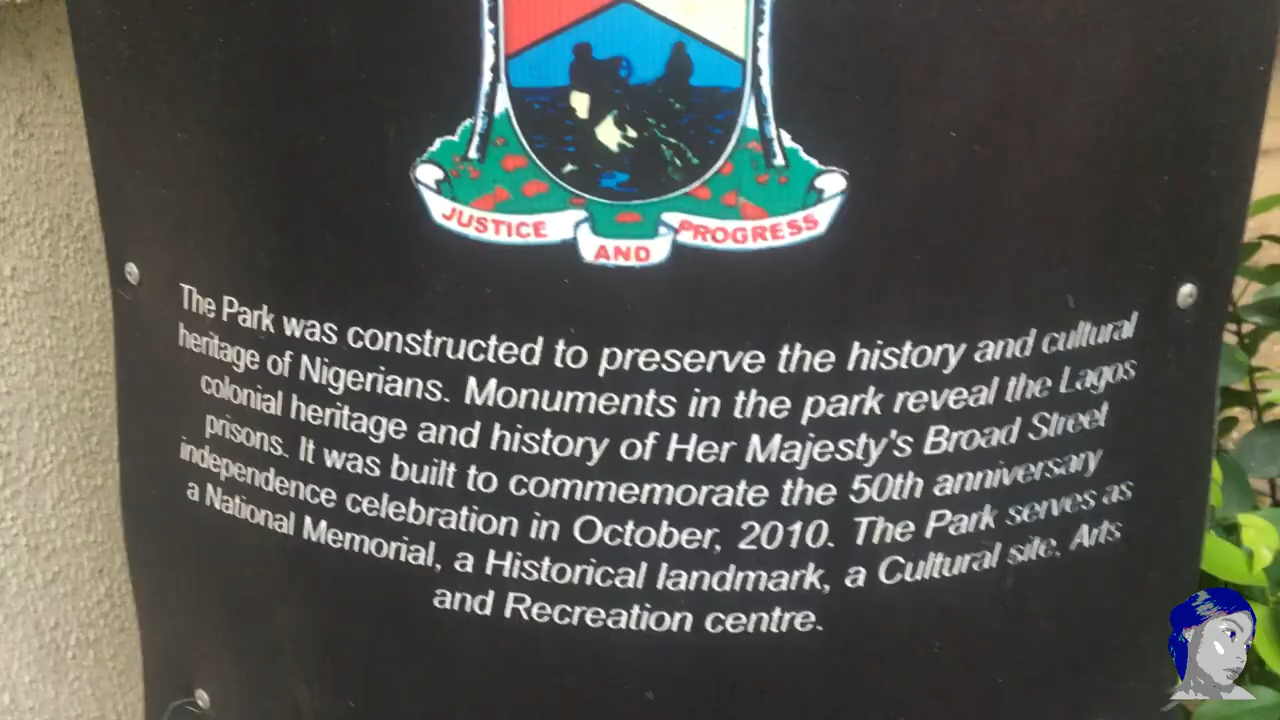 JUSTICE AND PROGRESS
The Park was constructed to preserve the history and cultural
heritage of Nigerians. Monuments in the park reveal the Lagos
colonial heritage and history of Her Majesty's Broad Street
prisons. It was built to commemorate the 50th anniversary
independence celebration in October, 2010. The Park serves as
a National Memorial, a Historical landmark, a Cultural site, Arts
and Recreation centre.